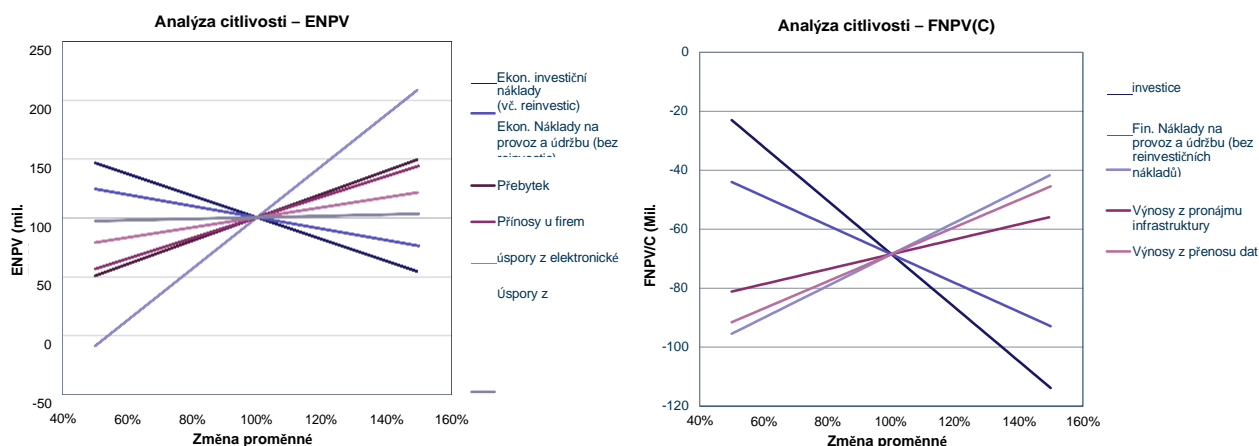 Analýza citlivosti – ENPV
250
200
150
100
50
0
-50
ENPV (mil.
40%
60%
80%
100%
120%
140%
160%
Změna proměnné
Ekon. investiční
náklady
(vč. reinvestic)
Ekon. Náklady na
provoz a údržbu (bez
reinvestic)
Přebytek
Přínosy u firem
úspory z elektronické
Úspory z
Analýza citlivosti – FNPV(C)
0
-20
-40
-60
-80
-100
-120
FNPV/C (Mil.
40%
60%
80%
100%
120%
140%
160%
Změna proměnné
investice
Fin. Náklady na
provoz a údržbu (bez
reinvestičních
nákladů)
Výnosy z pronájmu
infrastruktury
Výnosy z přenosu dat